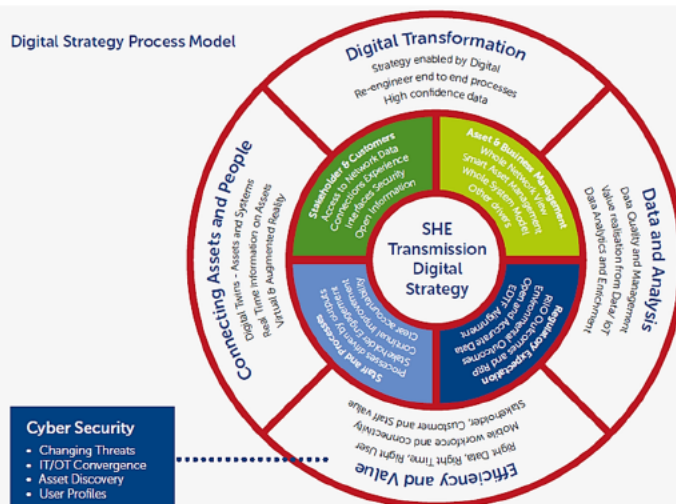 Digital Strategy Process Model
Digital Transformation
Strategy enabled by Digital
Re-engineer end to end processes
High confidence data
Connecting Assets and People
Digital Twins - Assets and Systems
Real Time Information on Assets
Virtual & Augmented Reality
Stakeholder & Customers
Access to Network Data
Connections Experience
Interfaces Security
Open Information
Asset & Business Management
Whole Network View
Smart Asset Management
Whole System Model
Other drivers
Data and Analysis
Data Quality and Management
Value realisation from Data/ IoT
Data Analytics and Enrichment
SHE
Transmission
Digital
Strategy
Staff and Processes
Processes driven by outputs
Stakeholder Engagement
Continual Improvement
Clear accountability
Regulatory Expectation
RIIO Outcomes and RRP
Environmental Outcomes
Open and Accurate Data
EDTF Alignment
Efficiency and Value
Right Data, Right Time, Right User
Mobile workforce and connectivity
Stakeholder, Customer and Staff value
Cyber Security
• Changing Threats
• IT/OT Convergence
• Asset Discovery
• User Profiles